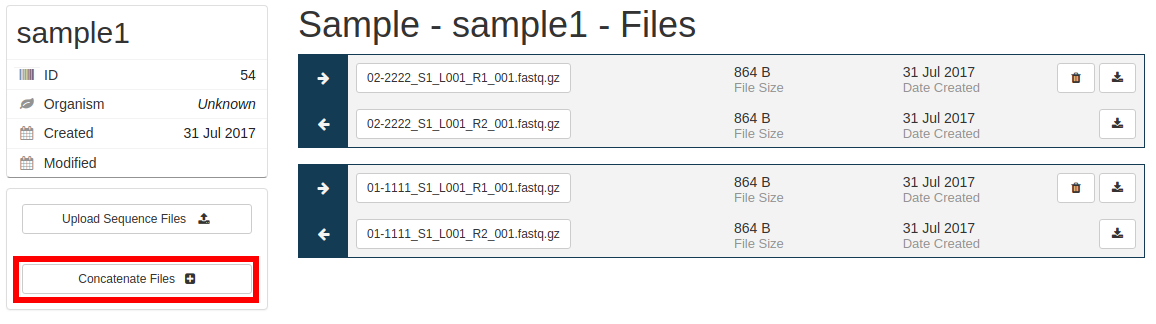 sample1
ID 54
Organism Unknown
Created 31 Jul 2017
Modified
Upload Sequence Files
Concatenate Files
Sample - sample1 - Files
02-2222_S1_L001_R1_001.fastq.gz 864 B 31 Jul 2017
File Size Date Created
02-2222_S1_L001_R2_001.fastq.gz 864 B 31 Jul 2017
File Size Date Created
01-1111_S1_L001_R1_001.fastq.gz 864 B 31 Jul 2017
File Size Date Created
01-1111_S1_L001_R2_001.fastq.gz 864 B 31 Jul 2017
File Size Date Created